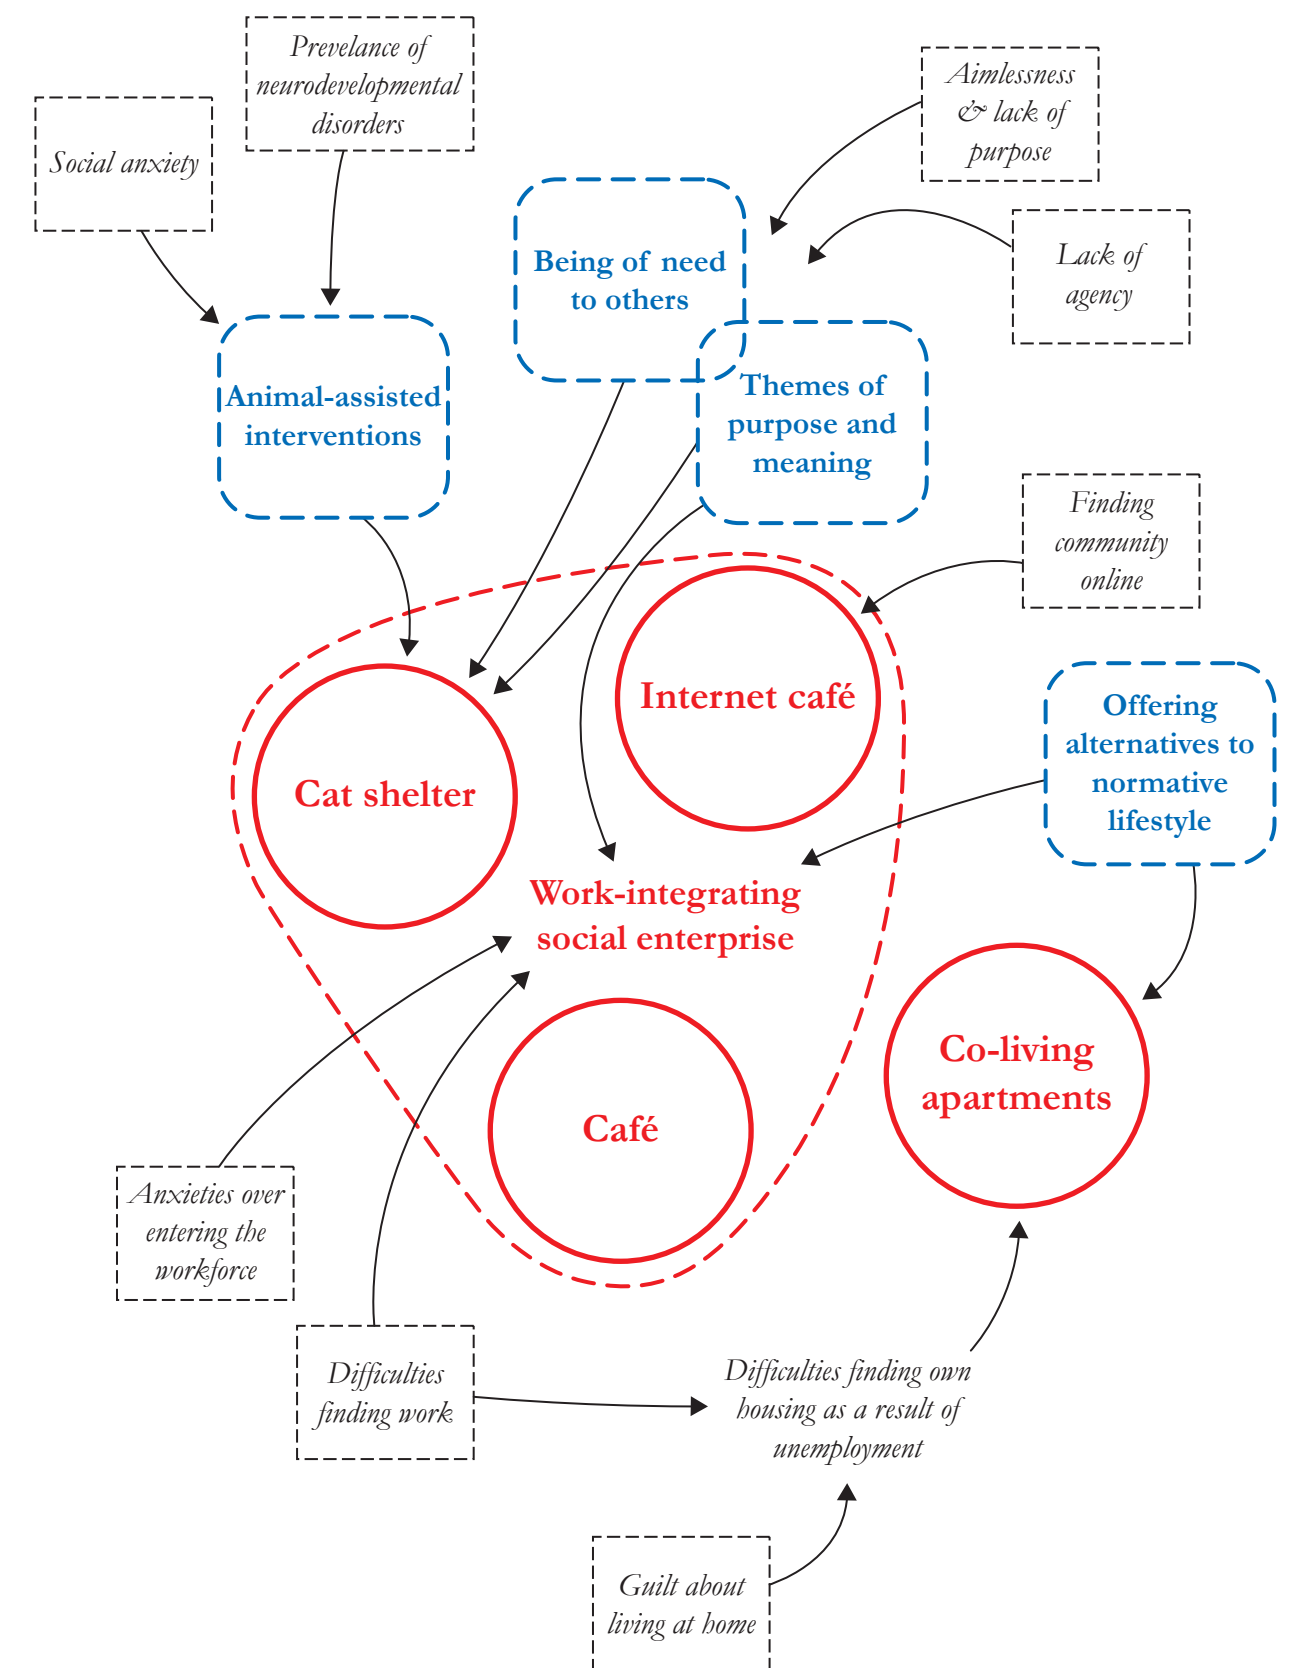 Prevelance of
neurodevelopmental
disorders
Social anxiety
Aimlessness
& lack of
purpose
Lack of
agency
Being of need
to others
Themes of
purpose and
meaning
Animal-assisted
interventions
Finding
community
online
Internet café
Offering
alternatives to
normative
lifestyle
Cat shelter
Work-integrating
social enterprise
Co-living
apartments
Café
Anxieties over
entering the
workforce
Difficulties
finding work
Difficulties finding own
housing as a result of
unemployment
Guilt about
living at home